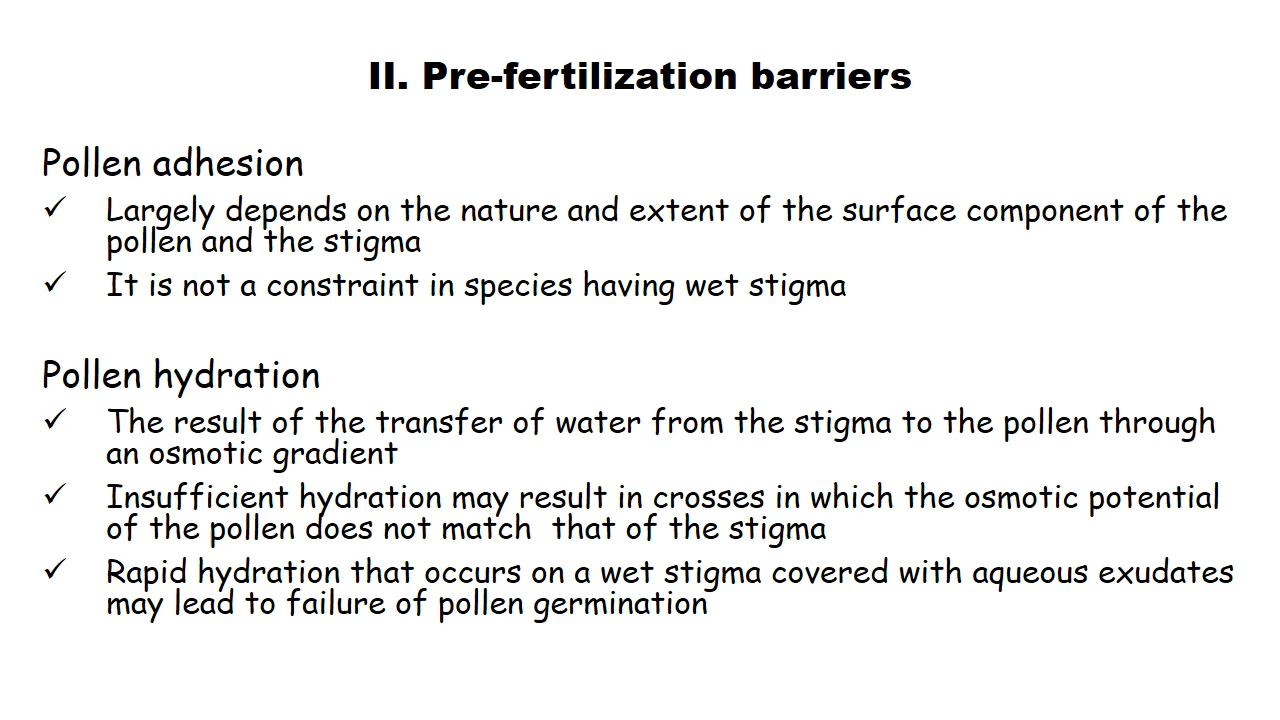 II. Pre-fertilization barriers
Pollen adhesion
✓ Largely depends on the nature and extent of the surface component of the
pollen and the stigma
✓ It is not a constraint in species having wet stigma
Pollen hydration
✓ The result of the transfer of water from the stigma to the pollen through
an osmotic gradient
✓ Insufficient hydration may result in crosses in which the osmotic potential
of the pollen does not match  that of the stigma
✓ Rapid hydration that occurs on a wet stigma covered with aqueous exudates
may lead to failure of pollen germination